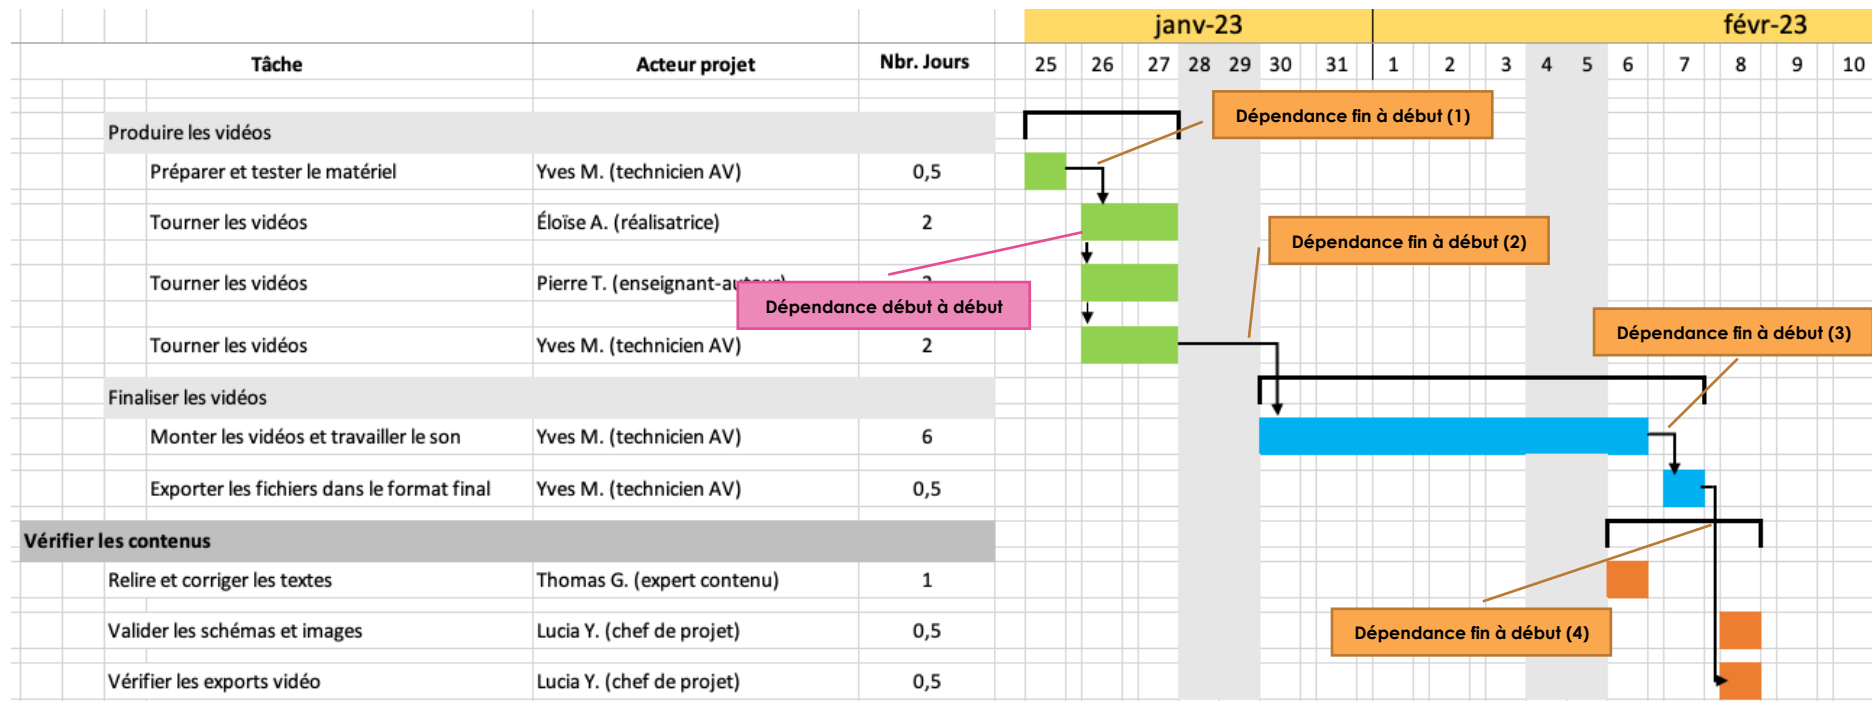 janv-23 févr-23
Tâche Acteur projet Nbr. Jours 25 26 27 28 29 30 31 1 2 3 4 5 6 7 8 9 10
Dépendance fin à début (1)
Produire les vidéos
Préparer et tester le matériel Yves M. (technicien AV) 0,5
Tourner les vidéos Éloïse A. (réalisatrice) 2
Dépendance fin à début (2)
Tourner les vidéos Pierre T. (enseignant-auteur) 2
Dépendance début à début
Dépendance fin à début (3)
Tourner les vidéos Yves M. (technicien AV) 2
Finaliser les vidéos
Monter les vidéos et travailler le son Yves M. (technicien AV) 6
Exporter les fichiers dans le format final Yves M. (technicien AV) 0,5
Vérifier les contenus
Relire et corriger les textes Thomas G. (expert contenu) 1
Valider les schémas et images Lucia Y. (chef de projet) 0,5
Dépendance fin à début (4)
Vérifier les exports vidéo Lucia Y. (chef de projet) 0,5